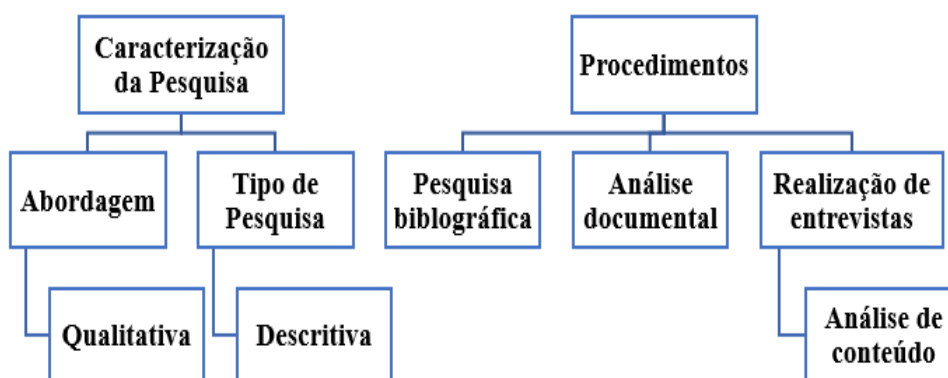 Caracterização
da Pesquisa
Procedimentos
Abordagem
Tipo de
Pesquisa
Pesquisa
biblográfica
Análise
documental
Realização de
entrevistas
Qualitativa
Descritiva
Análise de
conteúdo